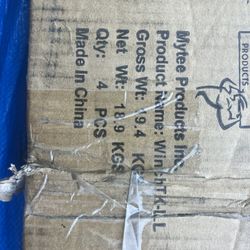 Mytee Products Inc
Product Name:
Gross Wt: 19.4 KG
Net Wt: 18.9 KGS
Qty: 4 PCS
Made In China
PRODUCTS